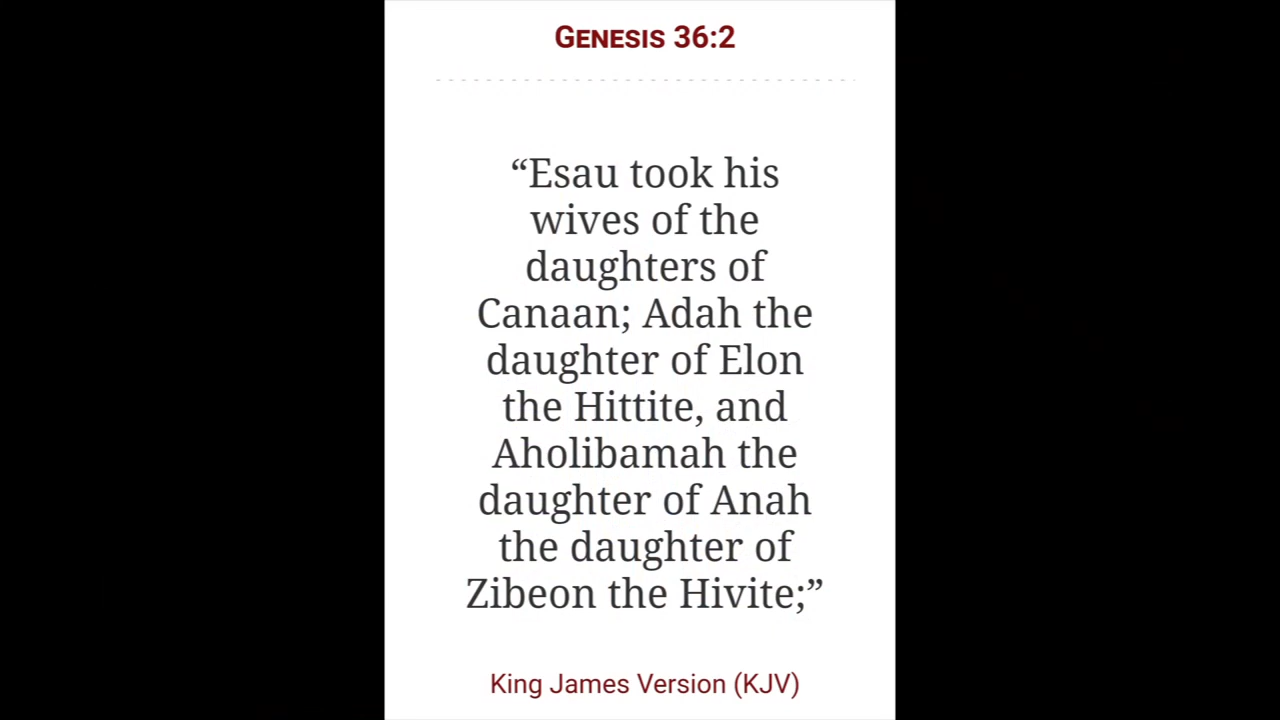 Genesis 36:2
“Esau took his
wives of the
daughters of
Canaan; Adah the
daughter of Elon
the Hittite, and
Aholibamah the
daughter of Anah
the daughter of
Zibeon the Hivite;”
King James Version (KJV)